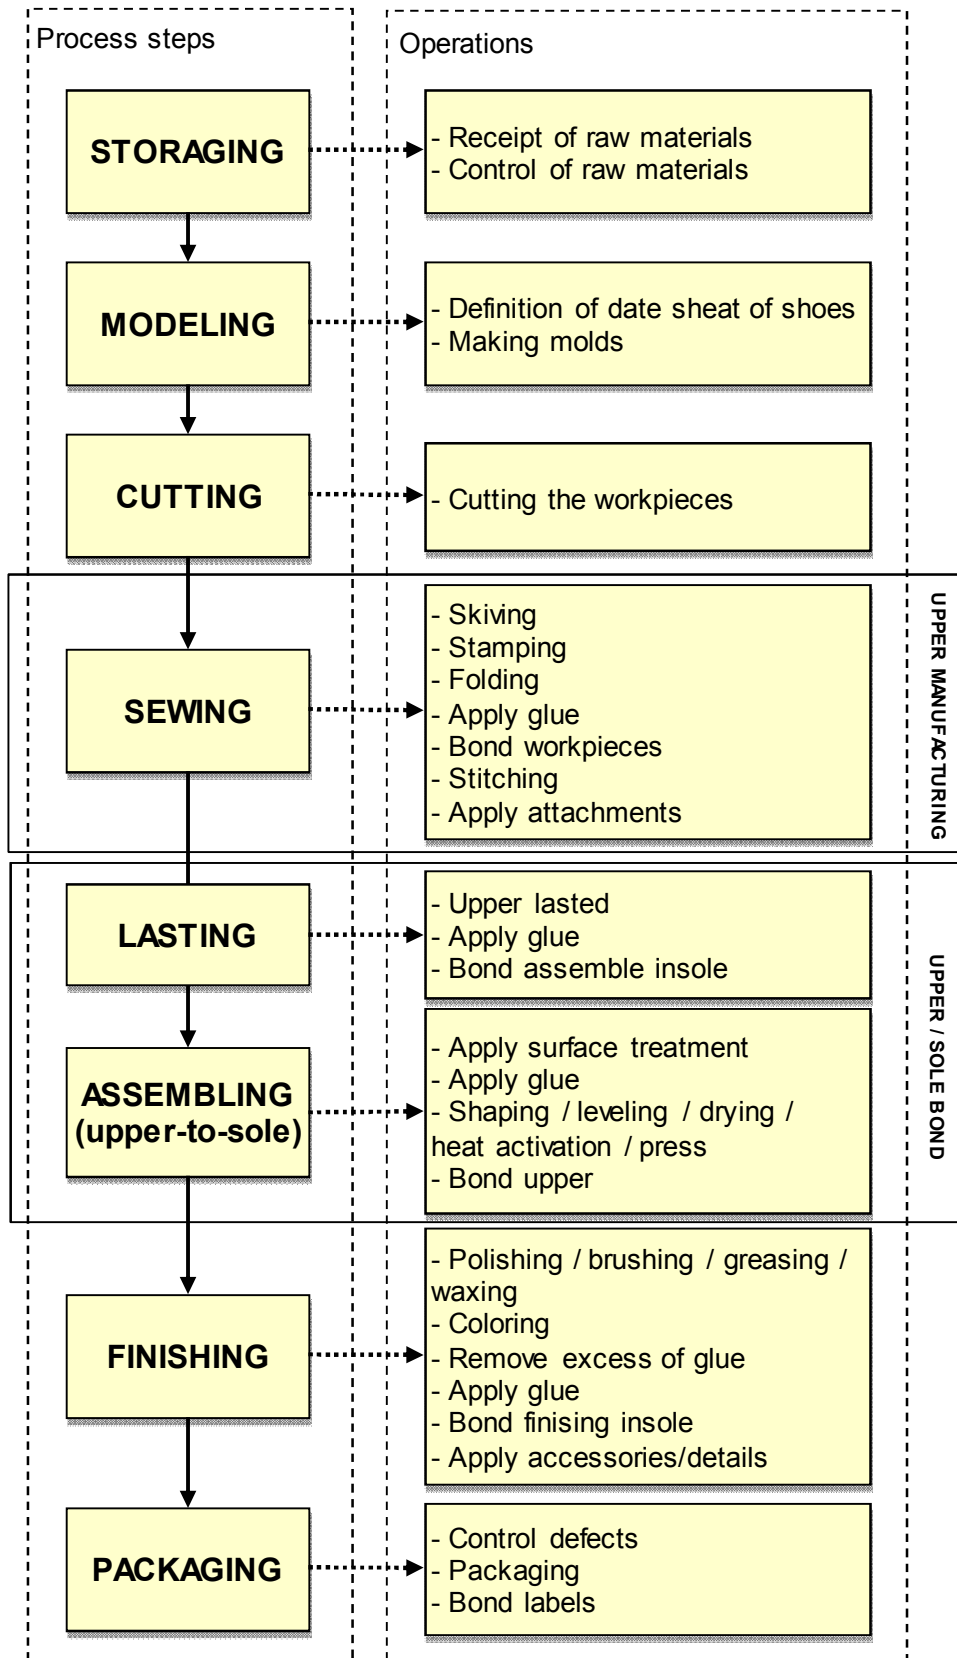 Process steps
Operations
STORAGING
- Receipt of raw materials
- Control of raw materials
MODELING
- Definition of date sheat of shoes
- Making molds
CUTTING
- Cutting the workpieces
SEWING
- Skiving
- Stamping
- Folding
- Apply glue
- Bond workpieces
- Stitching
- Apply attachments
UPPER MANUFACTURING
LASTING
- Upper lasted
- Apply glue
- Bond assemble insole
ASSEMBLING
(upper-to-sole)
- Apply surface treatment
- Apply glue
- Shaping / leveling / drying /
heat activation / press
- Bond upper
UPPER / SOLE BOND
FINISHING
- Polishing / brushing / greasing /
waxing
- Coloring
- Remove excess of glue
- Apply glue
- Bond finising insole
- Apply accessories/details
PACKAGING
- Control defects
- Packaging
- Bond labels